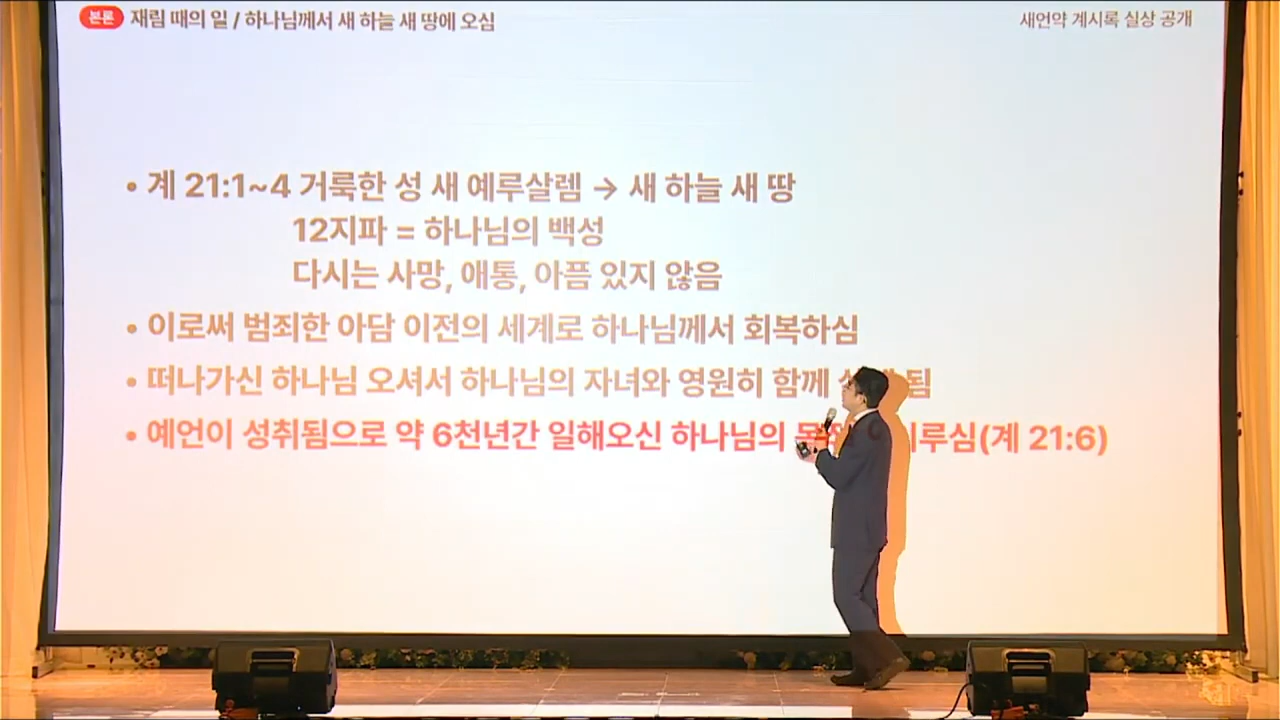 본론 재림 때의 일 / 하나님께서 새 하늘 새 땅에 오심
새언약 계시록 실상 공개
• 계 21:1~4 거룩한 성 새 예루살렘 → 새 하늘 새 땅
12지파 = 하나님의 백성
다시는 사망, 애통, 아픔 있지 않음
• 이로써 범죄한 아담 이전의 세계로 하나님께서 회복하심
• 떠나가신 하나님 오셔서 하나님의 자녀와 영원히 함께
• 예언이 성취됨으로 약 6천년간 일해오신 하나님의 이루심(계 21:6)